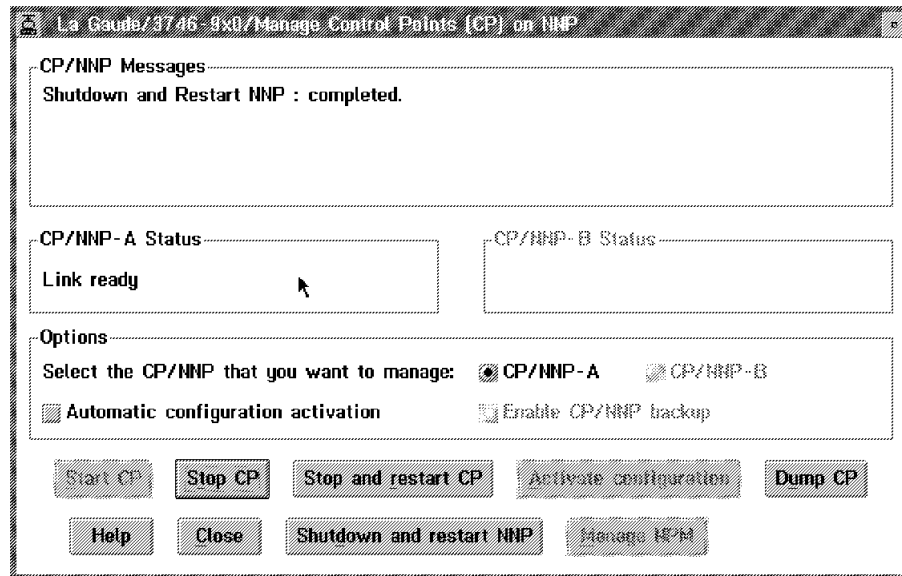 La Gaude/3746-9x0/Manage Control Points (CP) on NNP
CP/NNP Messages
Shutdown and Restart NNP : completed.
CP/NNP-A Status
CP/NNP-B Status
Link ready
Options
Select the CP/NNP that you want to manage: CP/NNP-A CP/NNP-B
Automatic configuration activation Enable CP/NNP backup
Start CP Stop CP Stop and restart CP Activate configuration Dump CP
Help Close Shutdown and restart NNP Manage NPM